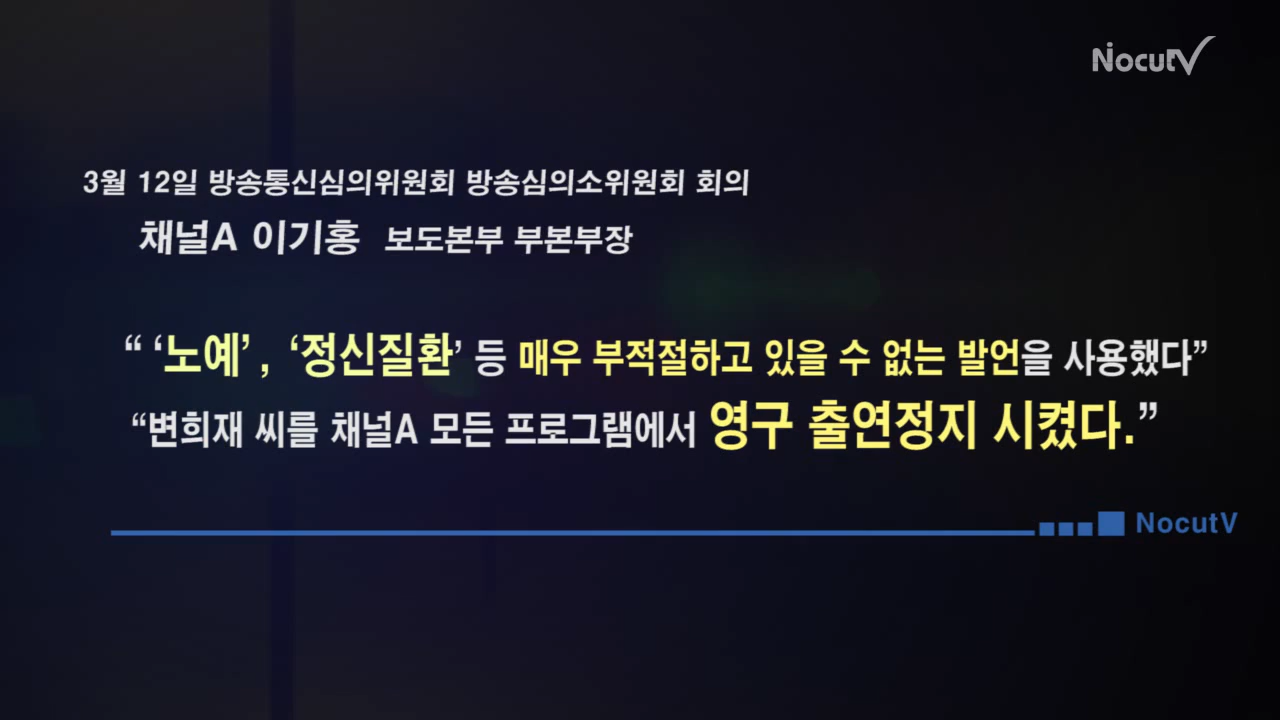 NocutV
3월 12일 방송통신심의위원회 방송심의소위원회 회의
채널A 이기홍 보도본부 부본부장
“ ‘노예’ , ‘정신질환’ 등 매우 부적절하고 있을 수 없는 발언을 사용했다”
“변희재 씨를 채널A 모든 프로그램에서 영구 출연정지 시켰다.”
NocutV